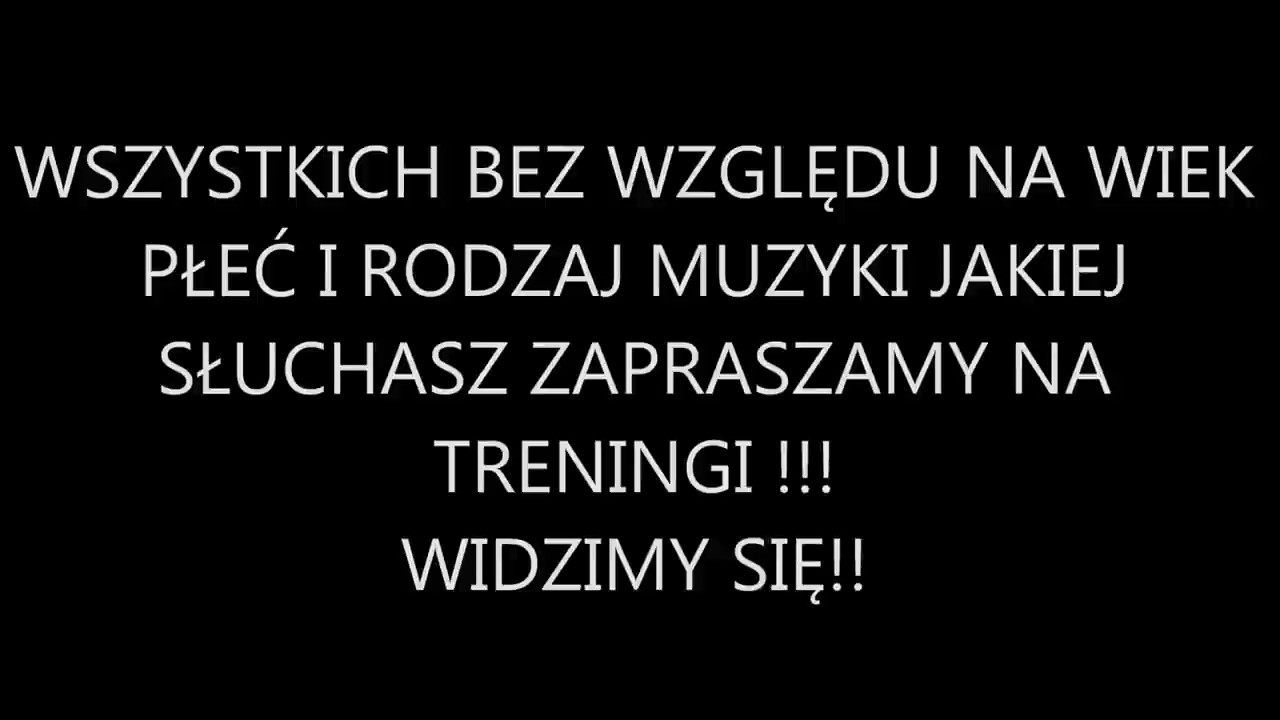 WSZYSTKICH BEZ WZGLĘDU NA WIEK
PŁEĆ I RODZAJ MUZYKI JAKIEJ
SŁUCHASZ ZAPRASZAMY NA
TRENINGI !!!
WIDZIMY SIĘ!!